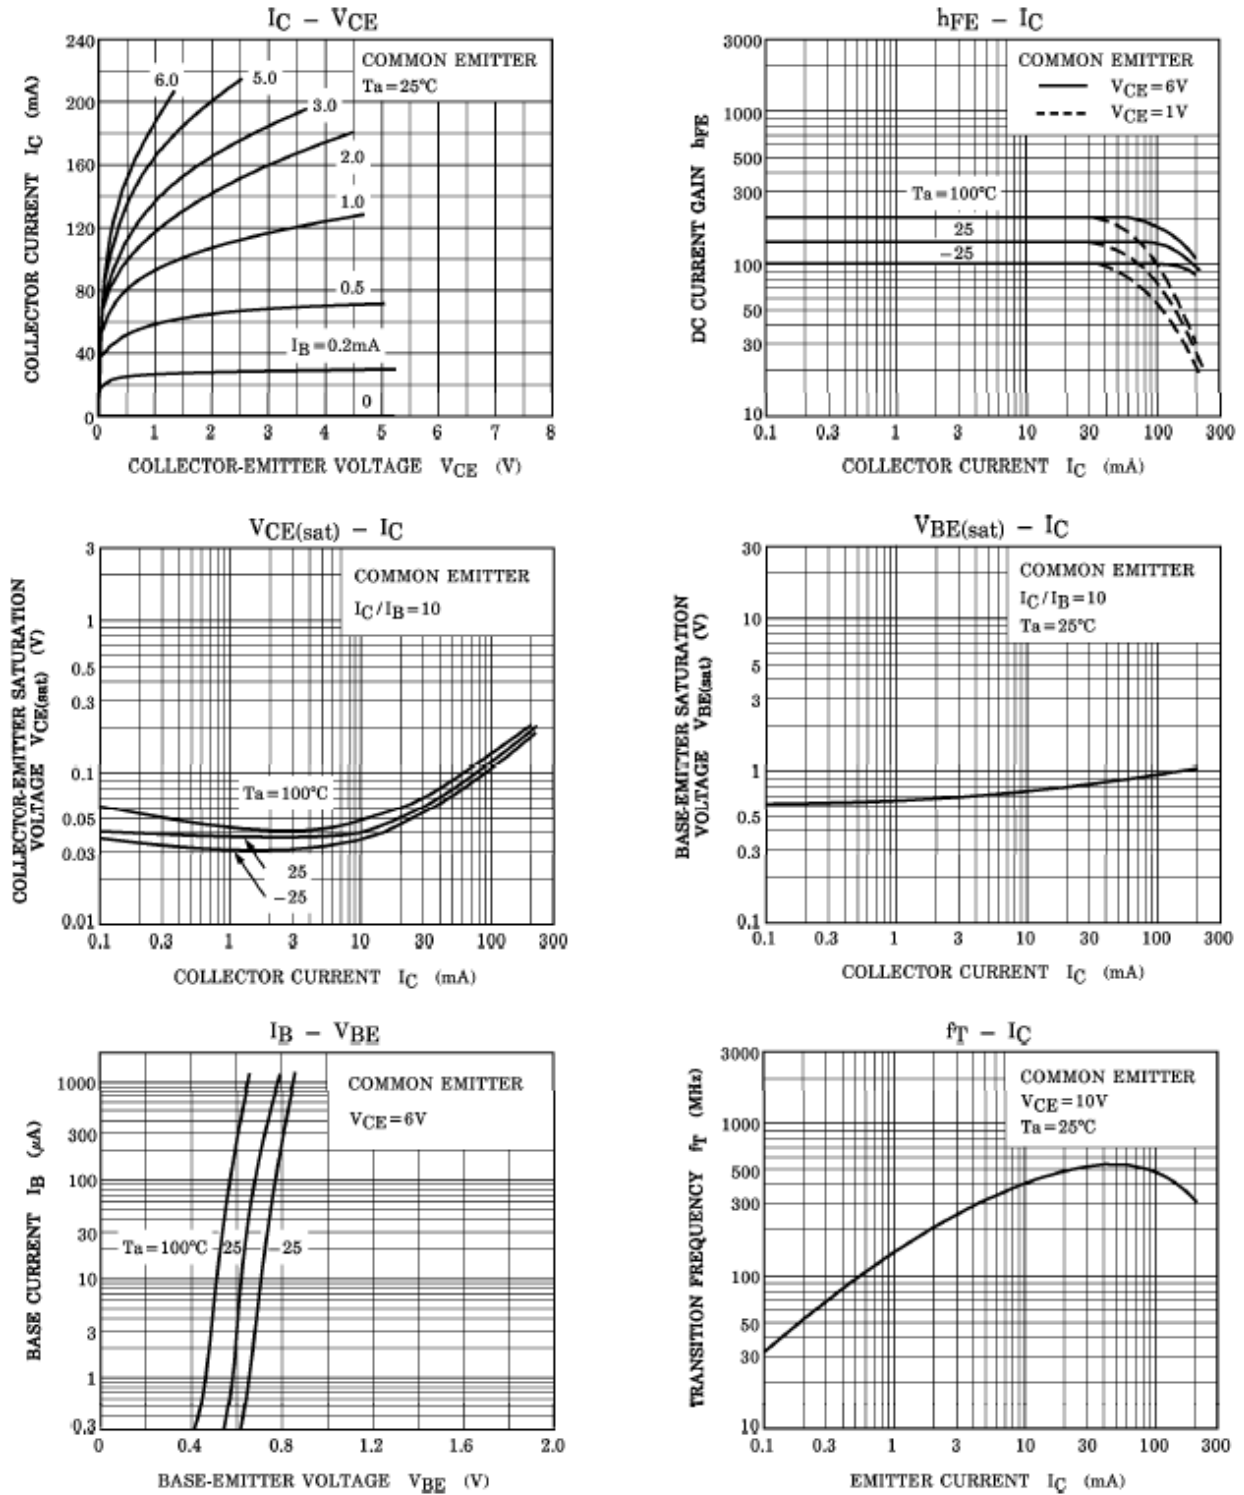 IC – VCE
COLLECTOR CURRENT IC (mA)
240
200
160
120
80
40
0
COMMON EMITTER
Ta=25℃
6.0
5.0
3.0
2.0
1.0
0.5
IB=0.2mA
0
0 1 2 3 4 5 6 7 8
COLLECTOR-EMITTER VOLTAGE VCE (V)
hFE – IC
DC CURRENT GAIN hFE
3000
1000
500
300
100
50
30
10
COMMON EMITTER
VCE=6V
VCE=1V
Ta=100℃
25
−25
0.1 0.3 1 3 10 30 100 300
COLLECTOR CURRENT IC (mA)
VCE(sat) – IC
COLLECTOR-EMITTER SATURATION
VOLTAGE VCE(sat) (V)
3
1
0.5
0.3
0.1
0.05
0.03
0.01
COMMON EMITTER
IC/IB=10
Ta=100℃
25
−25
0.1 0.3 1 3 10 30 100 300
COLLECTOR CURRENT IC (mA)
VBE(sat) – IC
BASE-EMITTER SATURATION
VOLTAGE VBE(sat) (V)
30
10
5
3
1
0.5
0.3
0.1
COMMON EMITTER
IC/IB=10
Ta=25℃
0.1 0.3 1 3 10 30 100 300
COLLECTOR CURRENT IC (mA)
IB – VBE
BASE CURRENT IB (μA)
1000
300
100
30
10
3
1
0.3
COMMON EMITTER
VCE=6V
Ta=100℃ 25 −25
0 0.4 0.8 1.2 1.6 2.0
BASE-EMITTER VOLTAGE VBE (V)
fT – IC
TRANSITION FREQUENCY fT (MHz)
3000
1000
500
300
100
50
30
10
COMMON EMITTER
VCE=10V
Ta=25℃
0.1 0.3 1 3 10 30 100 300
EMITTER CURRENT IC (mA)